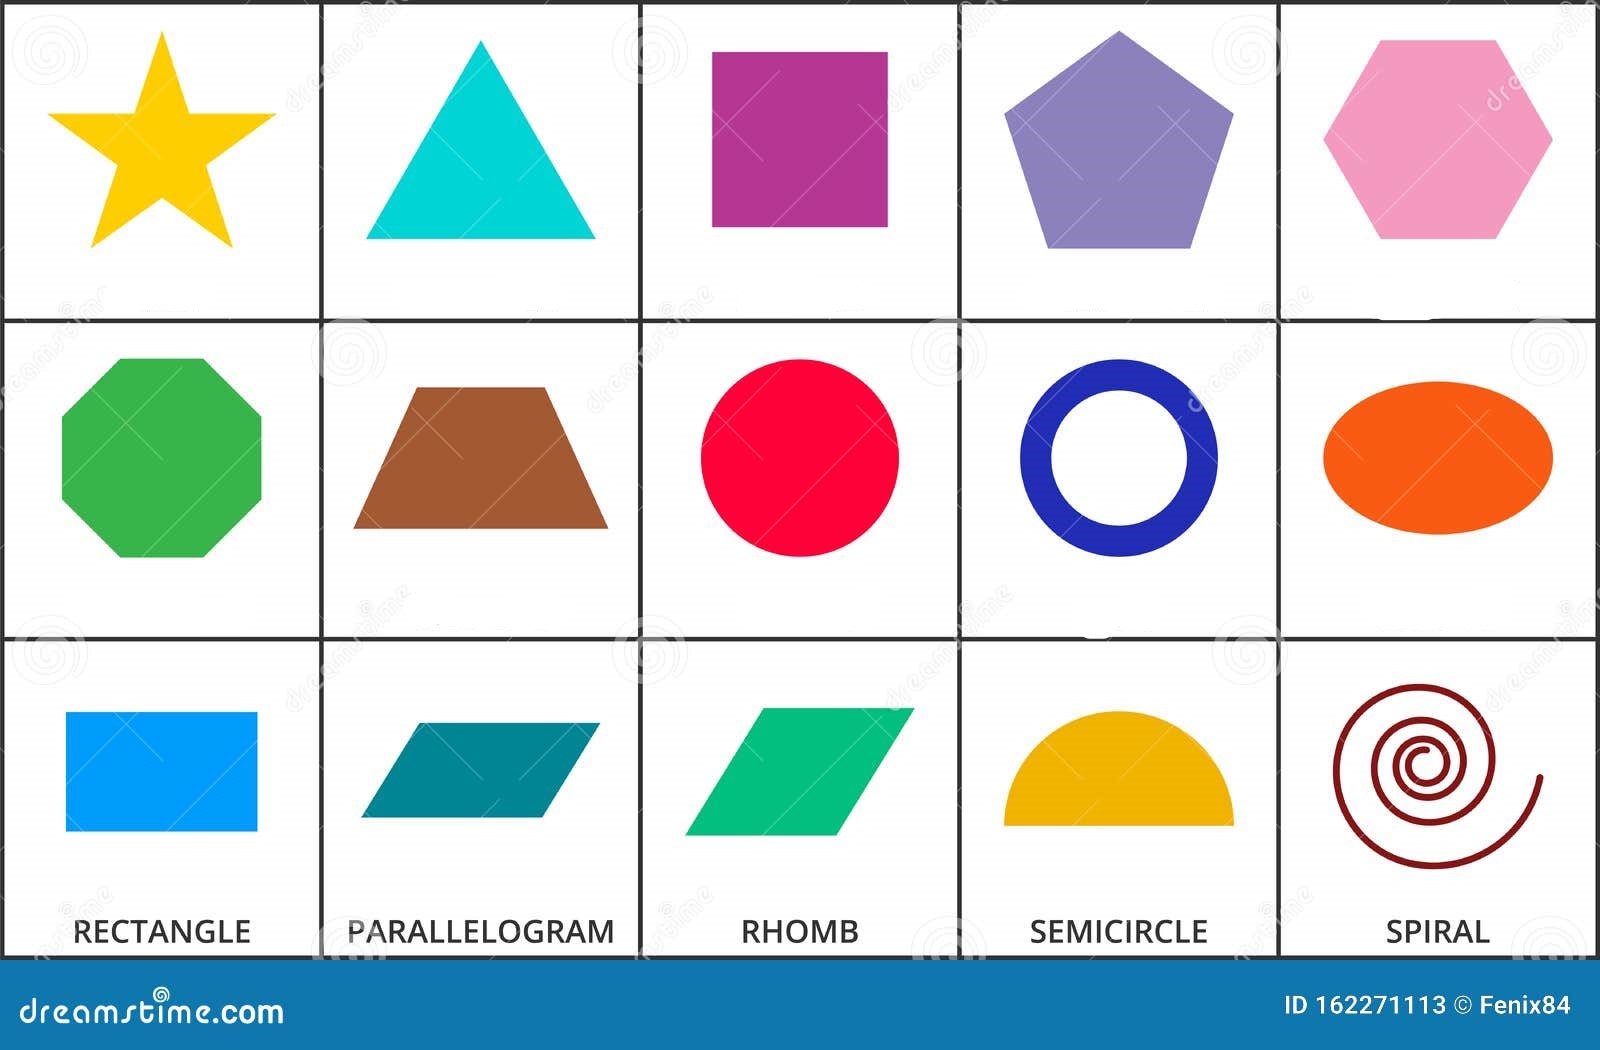 RECTANGLE
PARALLELOGRAM
RHOMB
SEMICIRCLE
SPIRAL
dreamstime.com
ID 162271113 © Fenix84